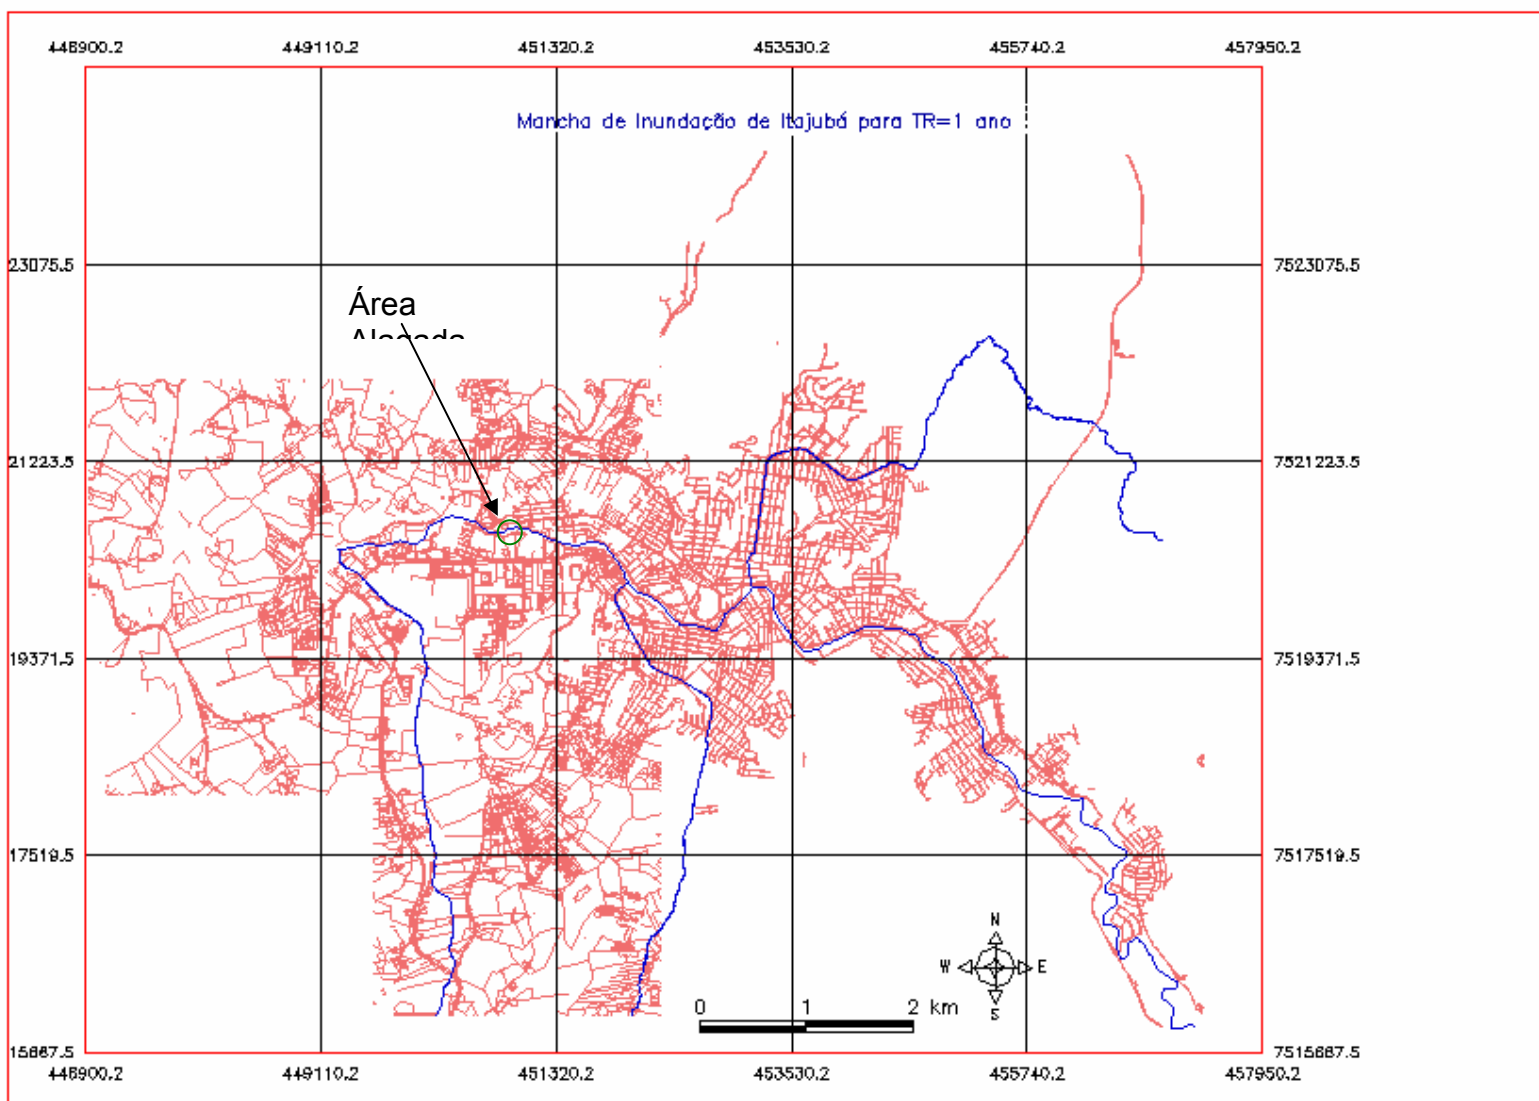 446900.2 449110.2 451320.2 453530.2 455740.2 457950.2
Mancha de Inundação de Itajubá para TR=1 ano
23075.5 7523075.5
Área
Alagada
21223.5 7521223.5
19371.5 7519371.5
17519.5 7517519.5
N
W E
S
0 1 2 km
15667.5 7515667.5
446900.2 449110.2 451320.2 453530.2 455740.2 457950.2